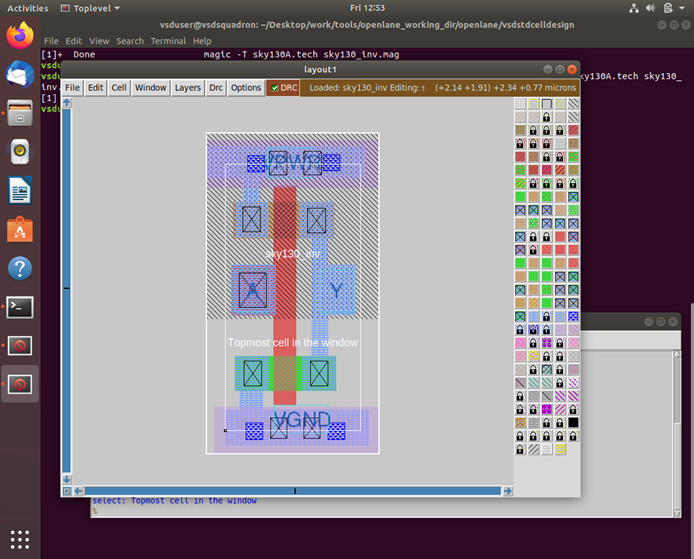 Activities
Toplevel
Fri 12:53
vsduser@vsdsquadron: ~/Desktop/work/tools/openlane_working_dir/openlane/vsdstdcelldesign
File Edit View Search Terminal Help
[1]+ Done magic -T sky130A.tech sky130_inv.mag
vsdu
vsdu
ky130A.tech sky130_
inv.
[1]
vsdu
layout1
File Edit Cell Window Layers Drc Options DRC Loaded: sky130_inv Editing: s (+2.14 +1.91) +2.34 +0.77 microns
VPWR
sky130_inv
A
Y
Topmost cell in the window
VGND
select: Topmost cell in the window
%